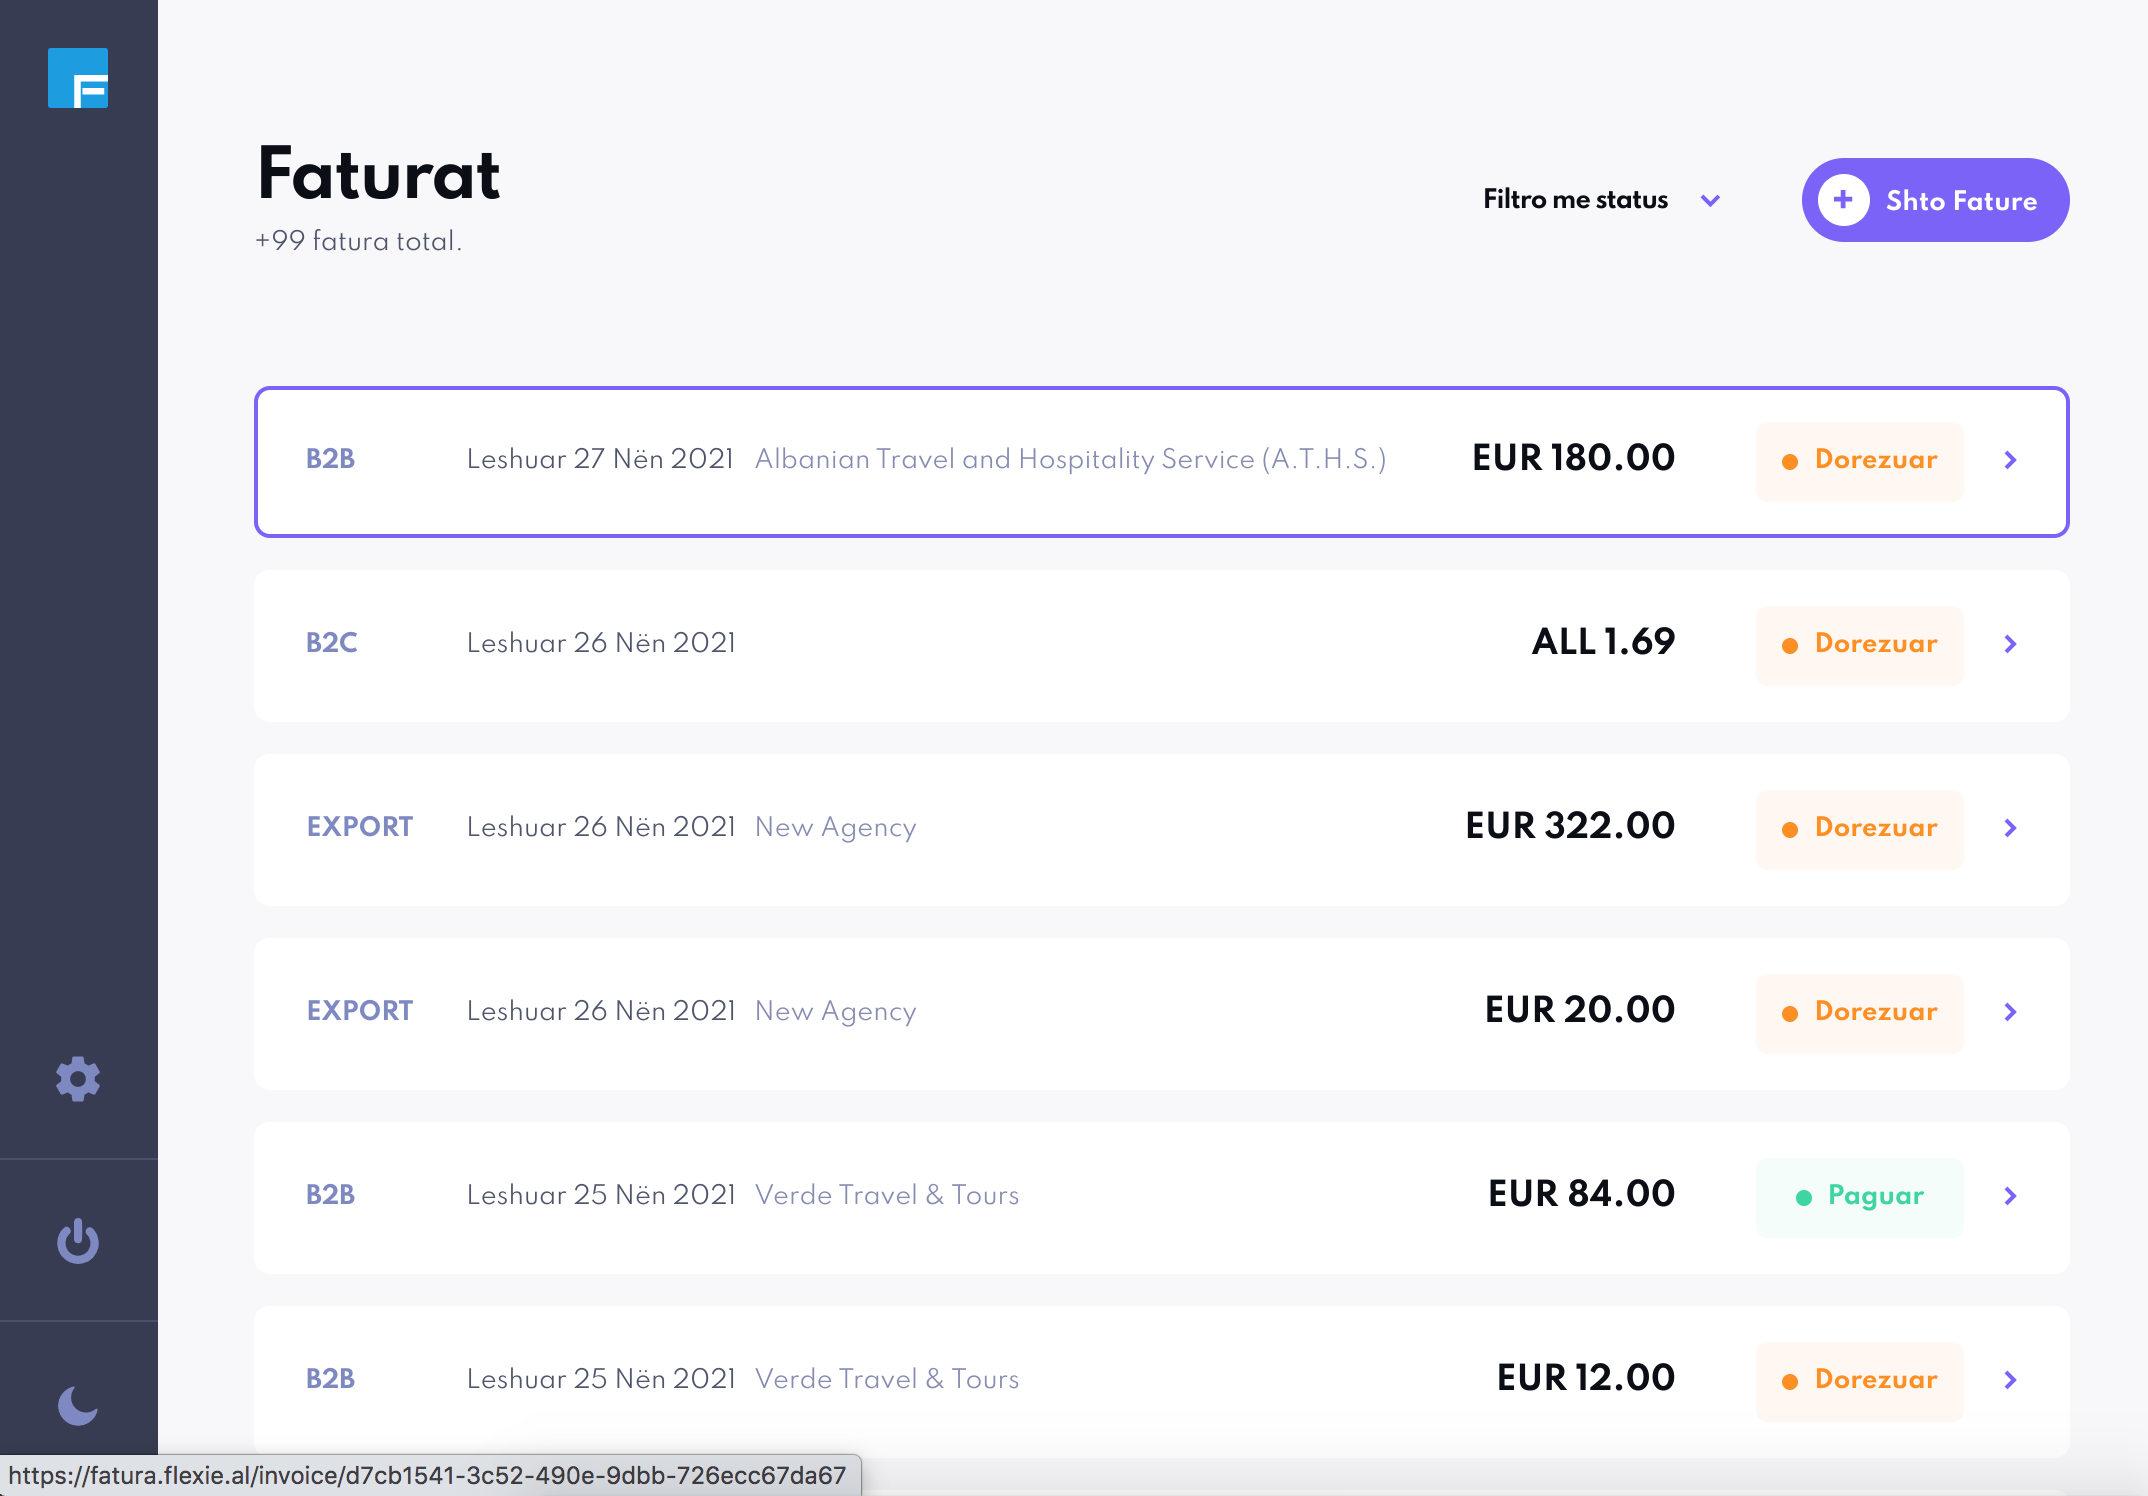 F
Faturat
+99 fatura total.
Filtro me status
Shto Fature
B2B Leshuar 27 Nën 2021 Albanian Travel and Hospitality Service (A.T.H.S.) EUR 180.00 Dorezuar
B2C Leshuar 26 Nën 2021 ALL 1.69 Dorezuar
EXPORT Leshuar 26 Nën 2021 New Agency EUR 322.00 Dorezuar
EXPORT Leshuar 26 Nën 2021 New Agency EUR 20.00 Dorezuar
B2B Leshuar 25 Nën 2021 Verde Travel & Tours EUR 84.00 Paguar
B2B Leshuar 25 Nën 2021 Verde Travel & Tours EUR 12.00 Dorezuar
https://fatura.flexie.al/invoice/d7cb1541-3c52-490e-9dbb-726ecc67da67